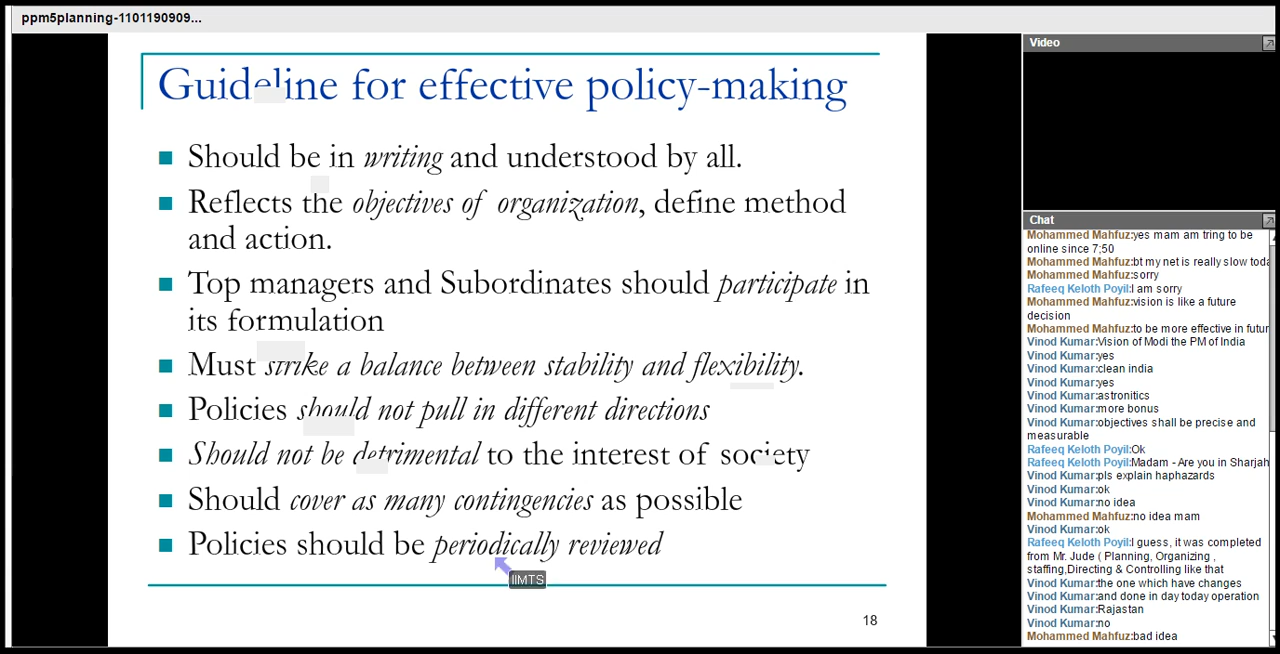 ppm5planning-1101190909...
Guideline for effective policy-making
Should be in writing and understood by all.
Reflects the objectives of organization, define method
and action.
Top managers and Subordinates should participate in
its formulation
Must strike a balance between stability and flexibility.
Policies should not pull in different directions
Should not be detrimental to the interest of society
Should cover as many contingencies as possible
Policies should be periodically reviewed
IIMTS
18
Video
Chat
Mohammed Mahfuz:yes mam am tring to be
online since 7;50
Mohammed Mahfuz:bt my net is really slow toda
Mohammed Mahfuz:sorry
Rafeeq Keloth Poyil:I am sorry
Mohammed Mahfuz:vision is like a future
decision
Mohammed Mahfuz:to be more effective in futur
Vinod Kumar:Vision of Modi the PM of India
Vinod Kumar:yes
Vinod Kumar:clean india
Vinod Kumar:yes
Vinod Kumar:astronitics
Vinod Kumar:more bonus
Vinod Kumar:objectives shall be precise and
measurable
Rafeeq Keloth Poyil:Ok
Rafeeq Keloth Poyil:Madam - Are you in Sharjah
Vinod Kumar:pls explain haphazards
Vinod Kumar:ok
Vinod Kumar:no idea
Mohammed Mahfuz:no idea mam
Vinod Kumar:ok
Rafeeq Keloth Poyil:I guess, it was completed
from Mr. Jude ( Planning, Organizing ,
staffing,Directing & Controlling like that
Vinod Kumar:the one which have changes
Vinod Kumar:and done in day today operation
Vinod Kumar:Rajastan
Vinod Kumar:no
Mohammed Mahfuz:bad idea